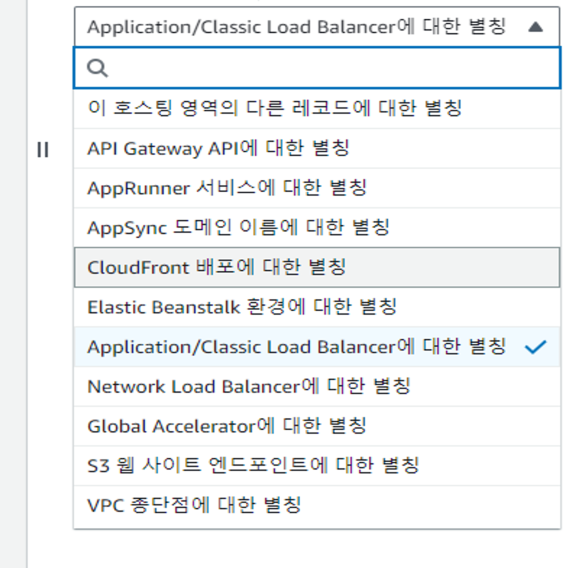 Application/Classic Load Balancer에 대한 별칭
이 호스팅 영역의 다른 레코드에 대한 별칭
API Gateway API에 대한 별칭
AppRunner 서비스에 대한 별칭
AppSync 도메인 이름에 대한 별칭
CloudFront 배포에 대한 별칭
Elastic Beanstalk 환경에 대한 별칭
Application/Classic Load Balancer에 대한 별칭
Network Load Balancer에 대한 별칭
Global Accelerator에 대한 별칭
S3 웹 사이트 엔드포인트에 대한 별칭
VPC 종단점에 대한 별칭